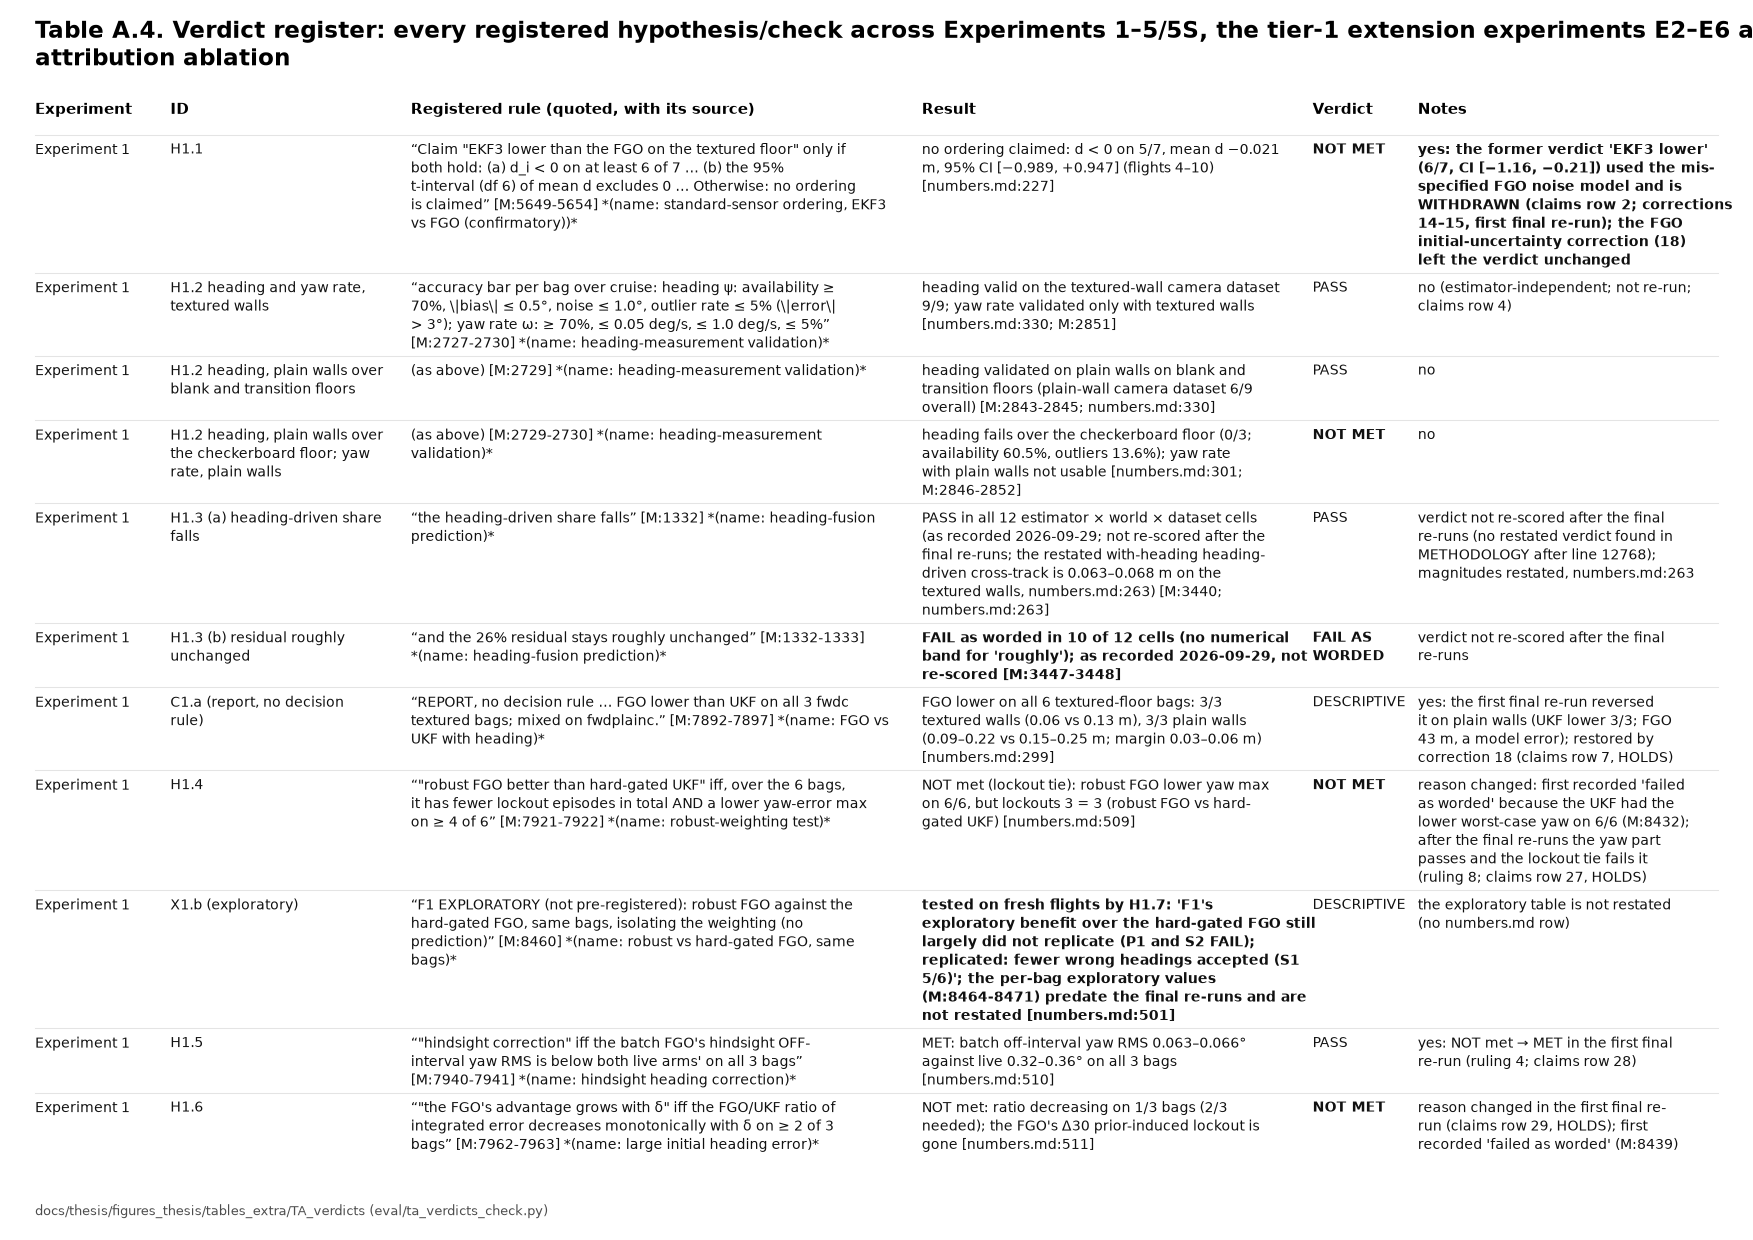 Table A.4. Verdict register: every registered hypothesis/check across Experiments 1–5/5S, the tier-1 extension experiments E2–E6 a
attribution ablation
Experiment ID Registered rule (quoted, with its source) Result Verdict Notes
Experiment 1
H1.1
“Claim "EKF3 lower than the FGO on the textured floor" only if
both hold: (a) d_i < 0 on at least 6 of 7 … (b) the 95%
t-interval (df 6) of mean d excludes 0 … Otherwise: no ordering
is claimed” [M:5649-5654] *(name: standard-sensor ordering, EKF3
vs FGO (confirmatory))*
no ordering claimed: d < 0 on 5/7, mean d −0.021
m, 95% CI [−0.989, +0.947] (flights 4–10)
[numbers.md:227]
NOT MET
yes: the former verdict 'EKF3 lower'
(6/7, CI [−1.16, −0.21]) used the mis-
specified FGO noise model and is
WITHDRAWN (claims row 2; corrections
14–15, first final re-run); the FGO
initial-uncertainty correction (18)
left the verdict unchanged
Experiment 1
H1.2 heading and yaw rate,
textured walls
“accuracy bar per bag over cruise: heading ψ: availability ≥
70%, \|bias\| ≤ 0.5°, noise ≤ 1.0°, outlier rate ≤ 5% (\|error\|
> 3°); yaw rate ω: ≥ 70%, ≤ 0.05 deg/s, ≤ 1.0 deg/s, ≤ 5%”
[M:2727-2730] *(name: heading-measurement validation)*
heading valid on the textured-wall camera dataset
9/9; yaw rate validated only with textured walls
[numbers.md:330; M:2851]
PASS
no (estimator-independent; not re-run;
claims row 4)
Experiment 1
H1.2 heading, plain walls over
blank and transition floors
(as above) [M:2729] *(name: heading-measurement validation)*
heading validated on plain walls on blank and
transition floors (plain-wall camera dataset 6/9
overall) [M:2843-2845; numbers.md:330]
PASS
no
Experiment 1
H1.2 heading, plain walls over
the checkerboard floor; yaw
rate, plain walls
(as above) [M:2729-2730] *(name: heading-measurement
validation)*
heading fails over the checkerboard floor (0/3;
availability 60.5%, outliers 13.6%); yaw rate
with plain walls not usable [numbers.md:301;
M:2846-2852]
NOT MET
no
Experiment 1
H1.3 (a) heading-driven share
falls
“the heading-driven share falls” [M:1332] *(name: heading-fusion
prediction)*
PASS in all 12 estimator × world × dataset cells
(as recorded 2026-09-29; not re-scored after the
final re-runs; the restated with-heading heading-
driven cross-track is 0.063–0.068 m on the
textured walls, numbers.md:263) [M:3440;
numbers.md:263]
PASS
verdict not re-scored after the final
re-runs (no restated verdict found in
METHODOLOGY after line 12768);
magnitudes restated, numbers.md:263
Experiment 1
H1.3 (b) residual roughly
unchanged
“and the 26% residual stays roughly unchanged” [M:1332-1333]
*(name: heading-fusion prediction)*
FAIL as worded in 10 of 12 cells (no numerical
band for 'roughly'); as recorded 2026-09-29, not
re-scored [M:3447-3448]
FAIL AS
WORDED
verdict not re-scored after the final
re-runs
Experiment 1
C1.a (report, no decision
rule)
“REPORT, no decision rule … FGO lower than UKF on all 3 fwdc
textured bags; mixed on fwdplainc.” [M:7892-7897] *(name: FGO vs
UKF with heading)*
FGO lower on all 6 textured-floor bags: 3/3
textured walls (0.06 vs 0.13 m), 3/3 plain walls
(0.09–0.22 vs 0.15–0.25 m; margin 0.03–0.06 m)
[numbers.md:299]
DESCRIPTIVE
yes: the first final re-run reversed
it on plain walls (UKF lower 3/3; FGO
43 m, a model error); restored by
correction 18 (claims row 7, HOLDS)
Experiment 1
H1.4
“"robust FGO better than hard-gated UKF" iff, over the 6 bags,
it has fewer lockout episodes in total AND a lower yaw-error max
on ≥ 4 of 6” [M:7921-7922] *(name: robust-weighting test)*
NOT met (lockout tie): robust FGO lower yaw max
on 6/6, but lockouts 3 = 3 (robust FGO vs hard-
gated UKF) [numbers.md:509]
NOT MET
reason changed: first recorded 'failed
as worded' because the UKF had the
lower worst-case yaw on 6/6 (M:8432);
after the final re-runs the yaw part
passes and the lockout tie fails it
(ruling 8; claims row 27, HOLDS)
Experiment 1
X1.b (exploratory)
“F1 EXPLORATORY (not pre-registered): robust FGO against the
hard-gated FGO, same bags, isolating the weighting (no
prediction)” [M:8460] *(name: robust vs hard-gated FGO, same
bags)*
tested on fresh flights by H1.7: 'F1's
exploratory benefit over the hard-gated FGO still
largely did not replicate (P1 and S2 FAIL);
replicated: fewer wrong headings accepted (S1
5/6)'; the per-bag exploratory values
(M:8464-8471) predate the final re-runs and are
not restated [numbers.md:501]
DESCRIPTIVE
the exploratory table is not restated
(no numbers.md row)
Experiment 1
H1.5
“"hindsight correction" iff the batch FGO's hindsight OFF-
interval yaw RMS is below both live arms' on all 3 bags”
[M:7940-7941] *(name: hindsight heading correction)*
MET: batch off-interval yaw RMS 0.063–0.066°
against live 0.32–0.36° on all 3 bags
[numbers.md:510]
PASS
yes: NOT met → MET in the first final
re-run (ruling 4; claims row 28)
Experiment 1
H1.6
“"the FGO's advantage grows with δ" iff the FGO/UKF ratio of
integrated error decreases monotonically with δ on ≥ 2 of 3
bags” [M:7962-7963] *(name: large initial heading error)*
NOT met: ratio decreasing on 1/3 bags (2/3
needed); the FGO's Δ30 prior-induced lockout is
gone [numbers.md:511]
NOT MET
reason changed in the first final re-
run (claims row 29, HOLDS); first
recorded 'failed as worded' (M:8439)
docs/thesis/figures_thesis/tables_extra/TA_verdicts (eval/ta_verdicts_check.py)